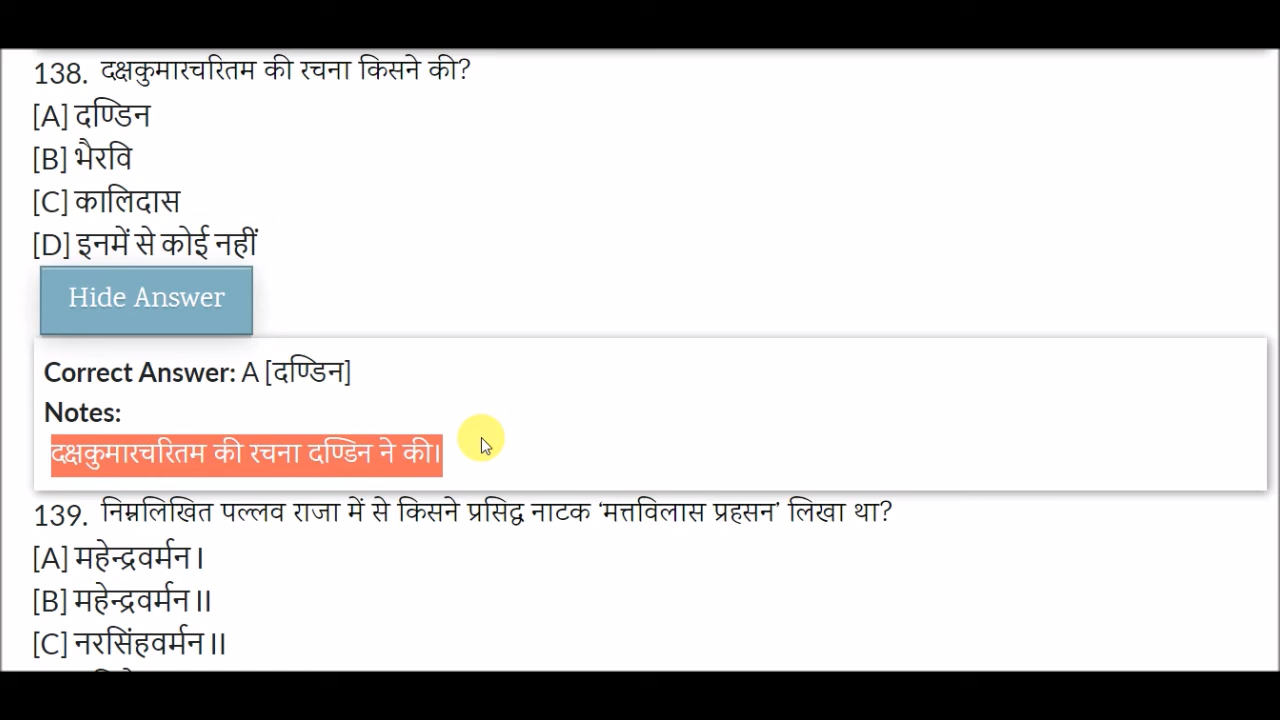 138. दक्षकुमारचरितम की रचना किसने की?
[A] दण्डिन
[B] भैरवि
[C] कालिदास
[D] इनमें से कोई नहीं
Hide Answer
Correct Answer: A [दण्डिन]
Notes:
दक्षकुमारचरितम की रचना दण्डिन ने की।
139. निम्नलिखित पल्लव राजा में से किसने प्रसिद्ध नाटक ‘मत्तविलास प्रहसन’ लिखा था?
[A] महेन्द्रवर्मन I
[B] महेन्द्रवर्मन II
[C] नरसिंहवर्मन II